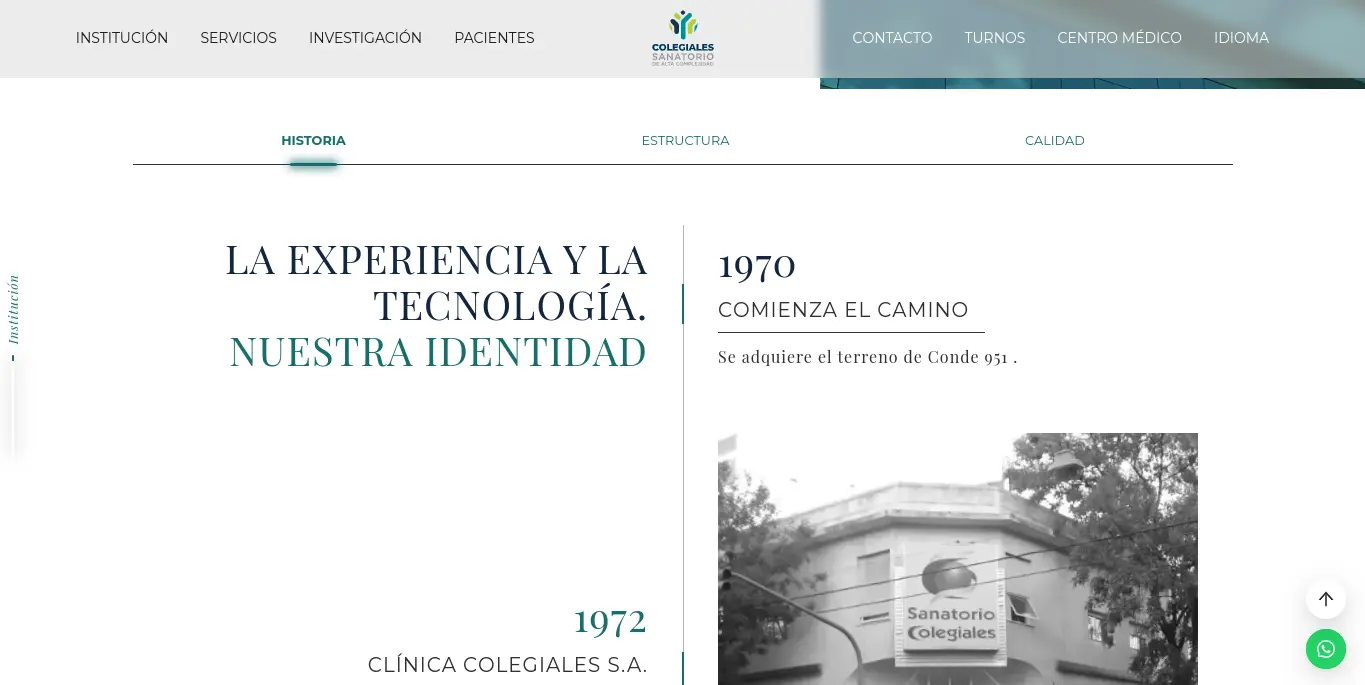 INSTITUCIÓN SERVICIOS INVESTIGACIÓN PACIENTES
COLEGIALES
SANATORIO
DE ALTA COMPLEJIDAD
CONTACTO TURNOS CENTRO MÉDICO IDIOMA
HISTORIA ESTRUCTURA CALIDAD
Institución
LA EXPERIENCIA Y LA
TECNOLOGÍA.
NUESTRA IDENTIDAD
1970
COMIENZA EL CAMINO
Se adquiere el terreno de Conde 951 .
Sanatorio
Colegiales
1972
CLÍNICA COLEGIALES S.A.